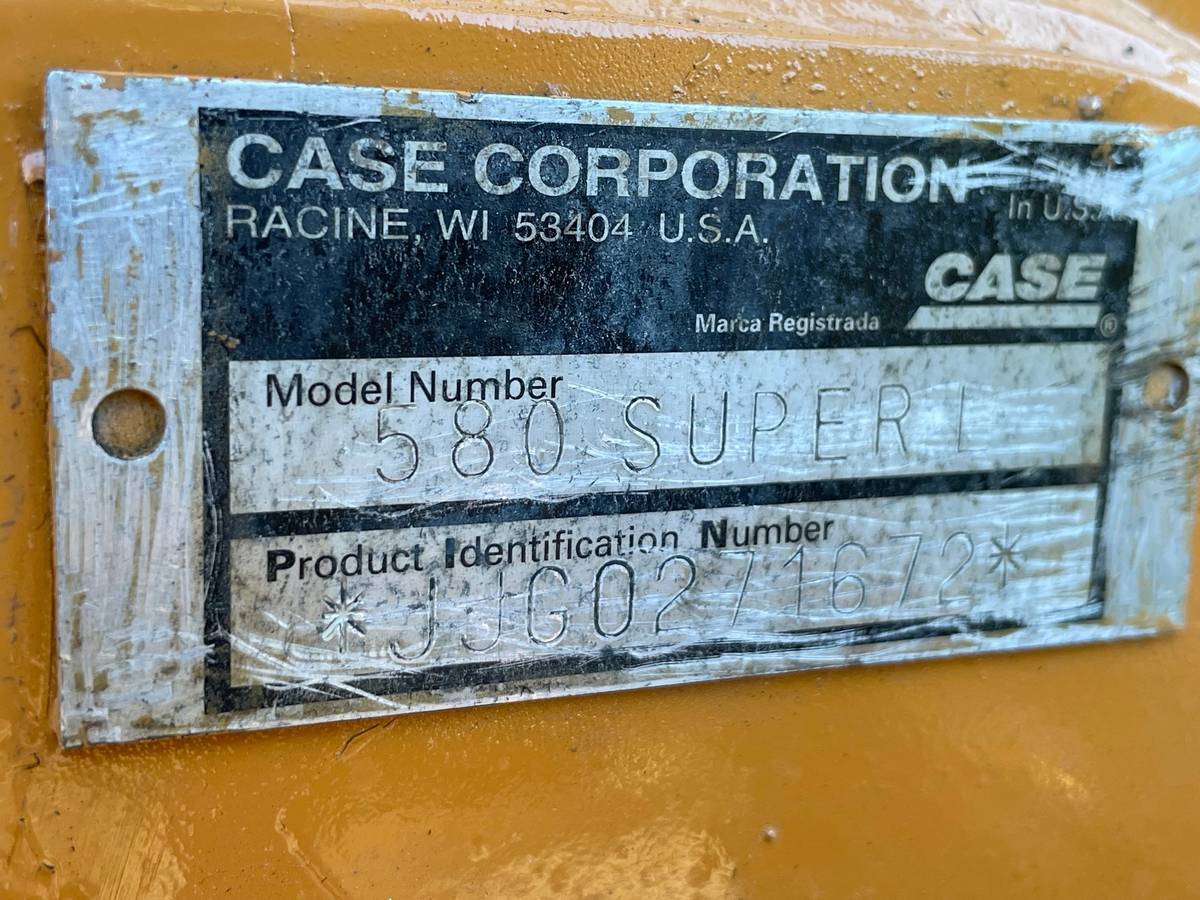 CASE CORPORATION
RACINE, WI 53404 U.S.A.
In U.S.A.
CASE
Marca Registrada ®
Model Number
580 SUPER L
Product Identification Number
*JJG0271672*